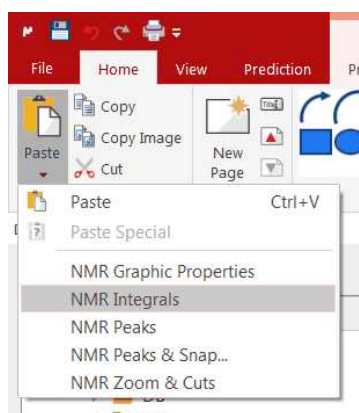 File Home View Prediction
Copy
Copy Image
Cut
Paste
New
Page
Title
Paste Ctrl+V
Paste Special
NMR Graphic Properties
NMR Integrals
NMR Peaks
NMR Peaks & Snap...
NMR Zoom & Cuts